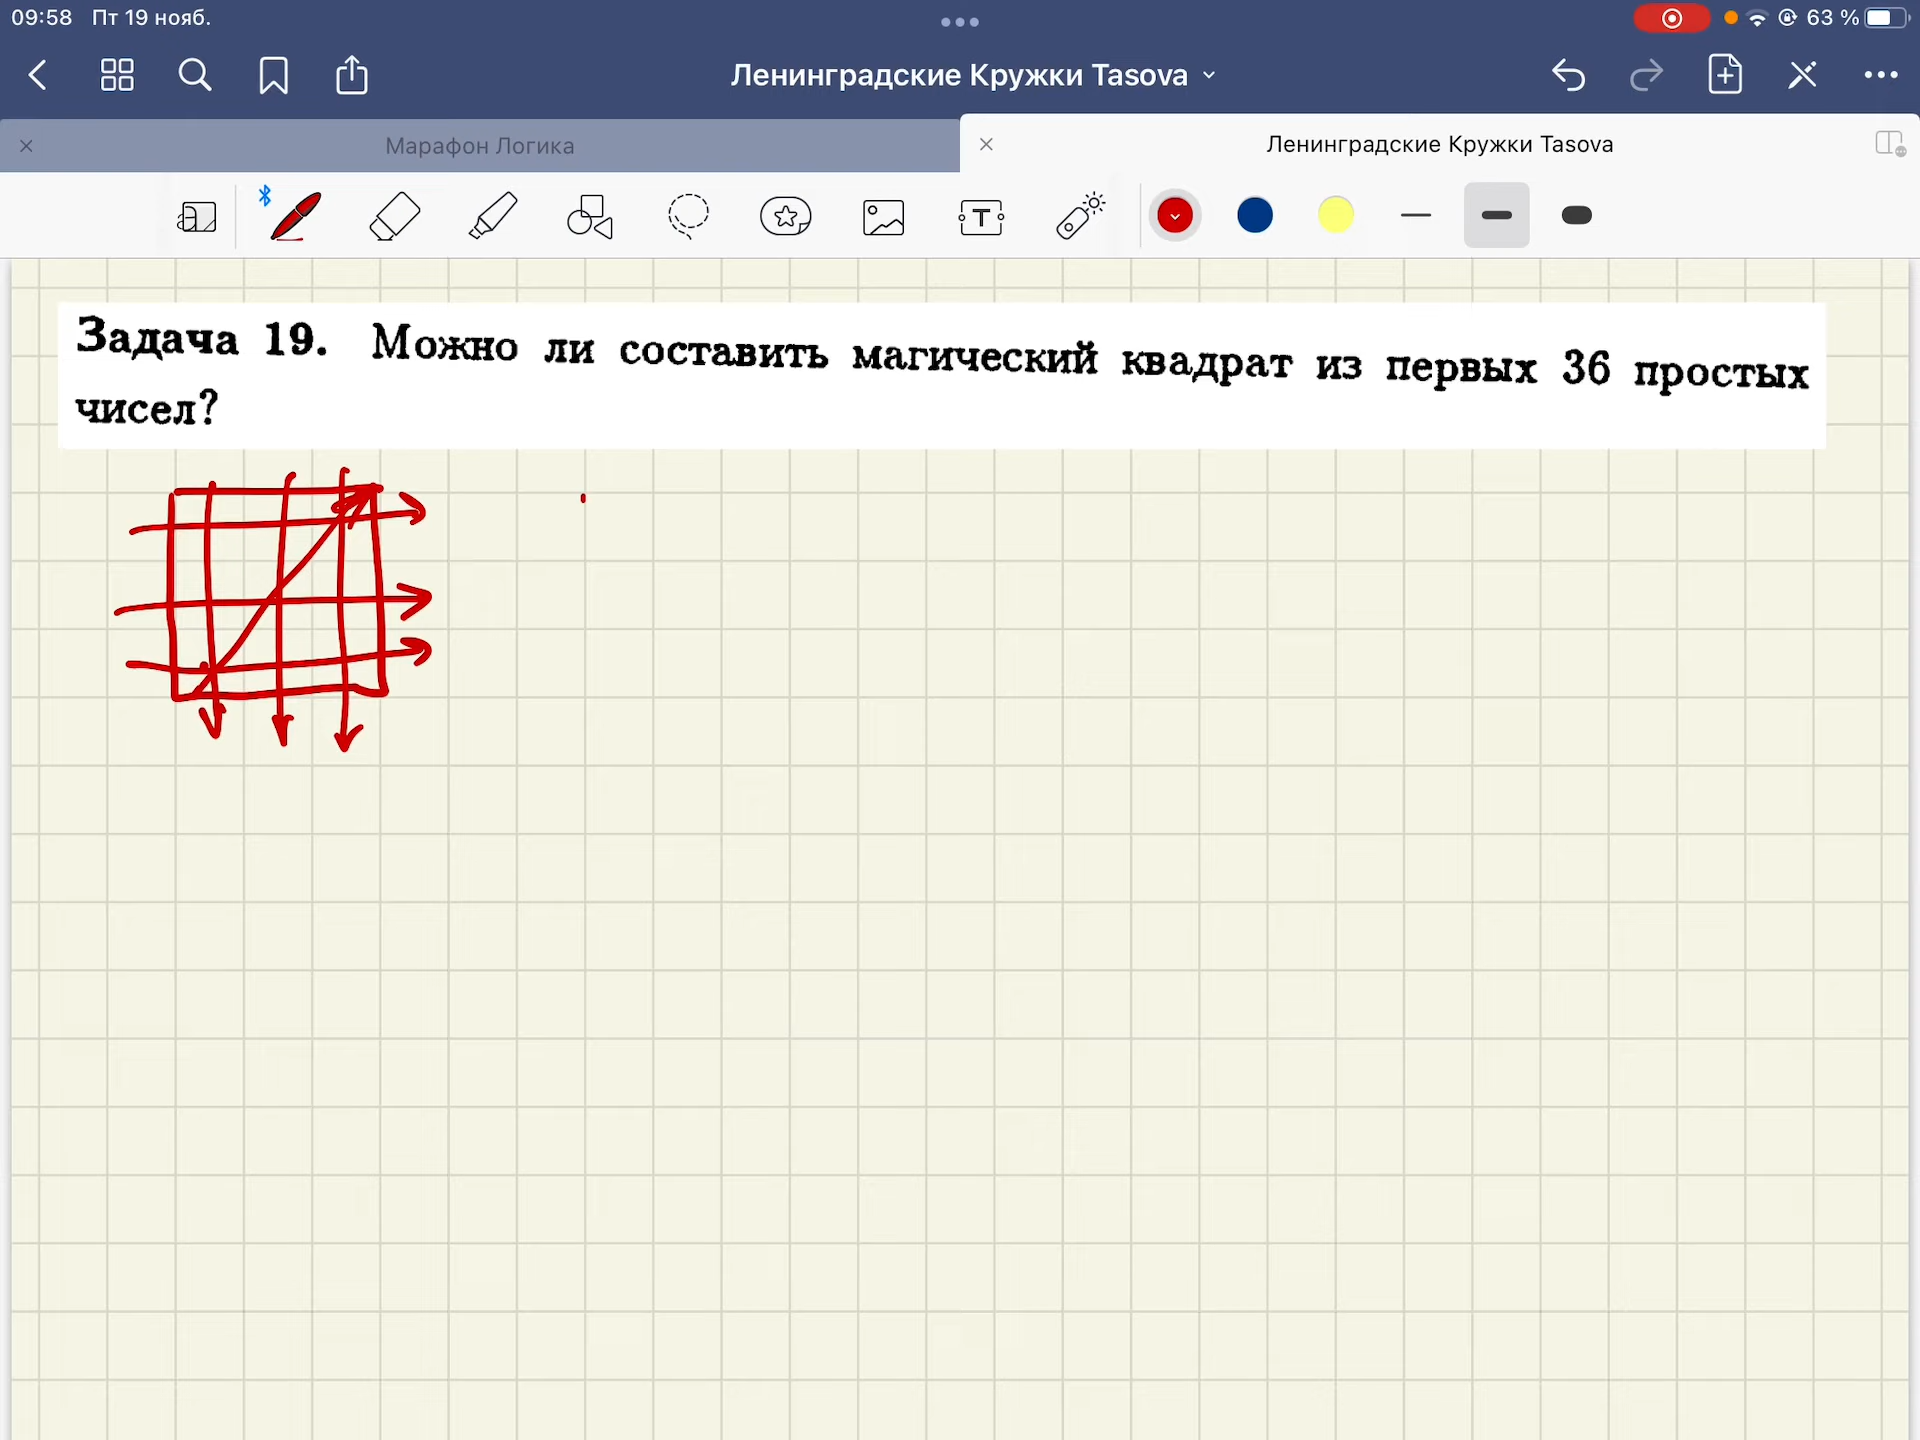 09:58 Пт 19 нояб.
63 %
Ленинградские Кружки Tasova
Марафон Логика
Ленинградские Кружки Tasova
Задача 19. Можно ли составить магический квадрат из первых 36 простых
чисел?